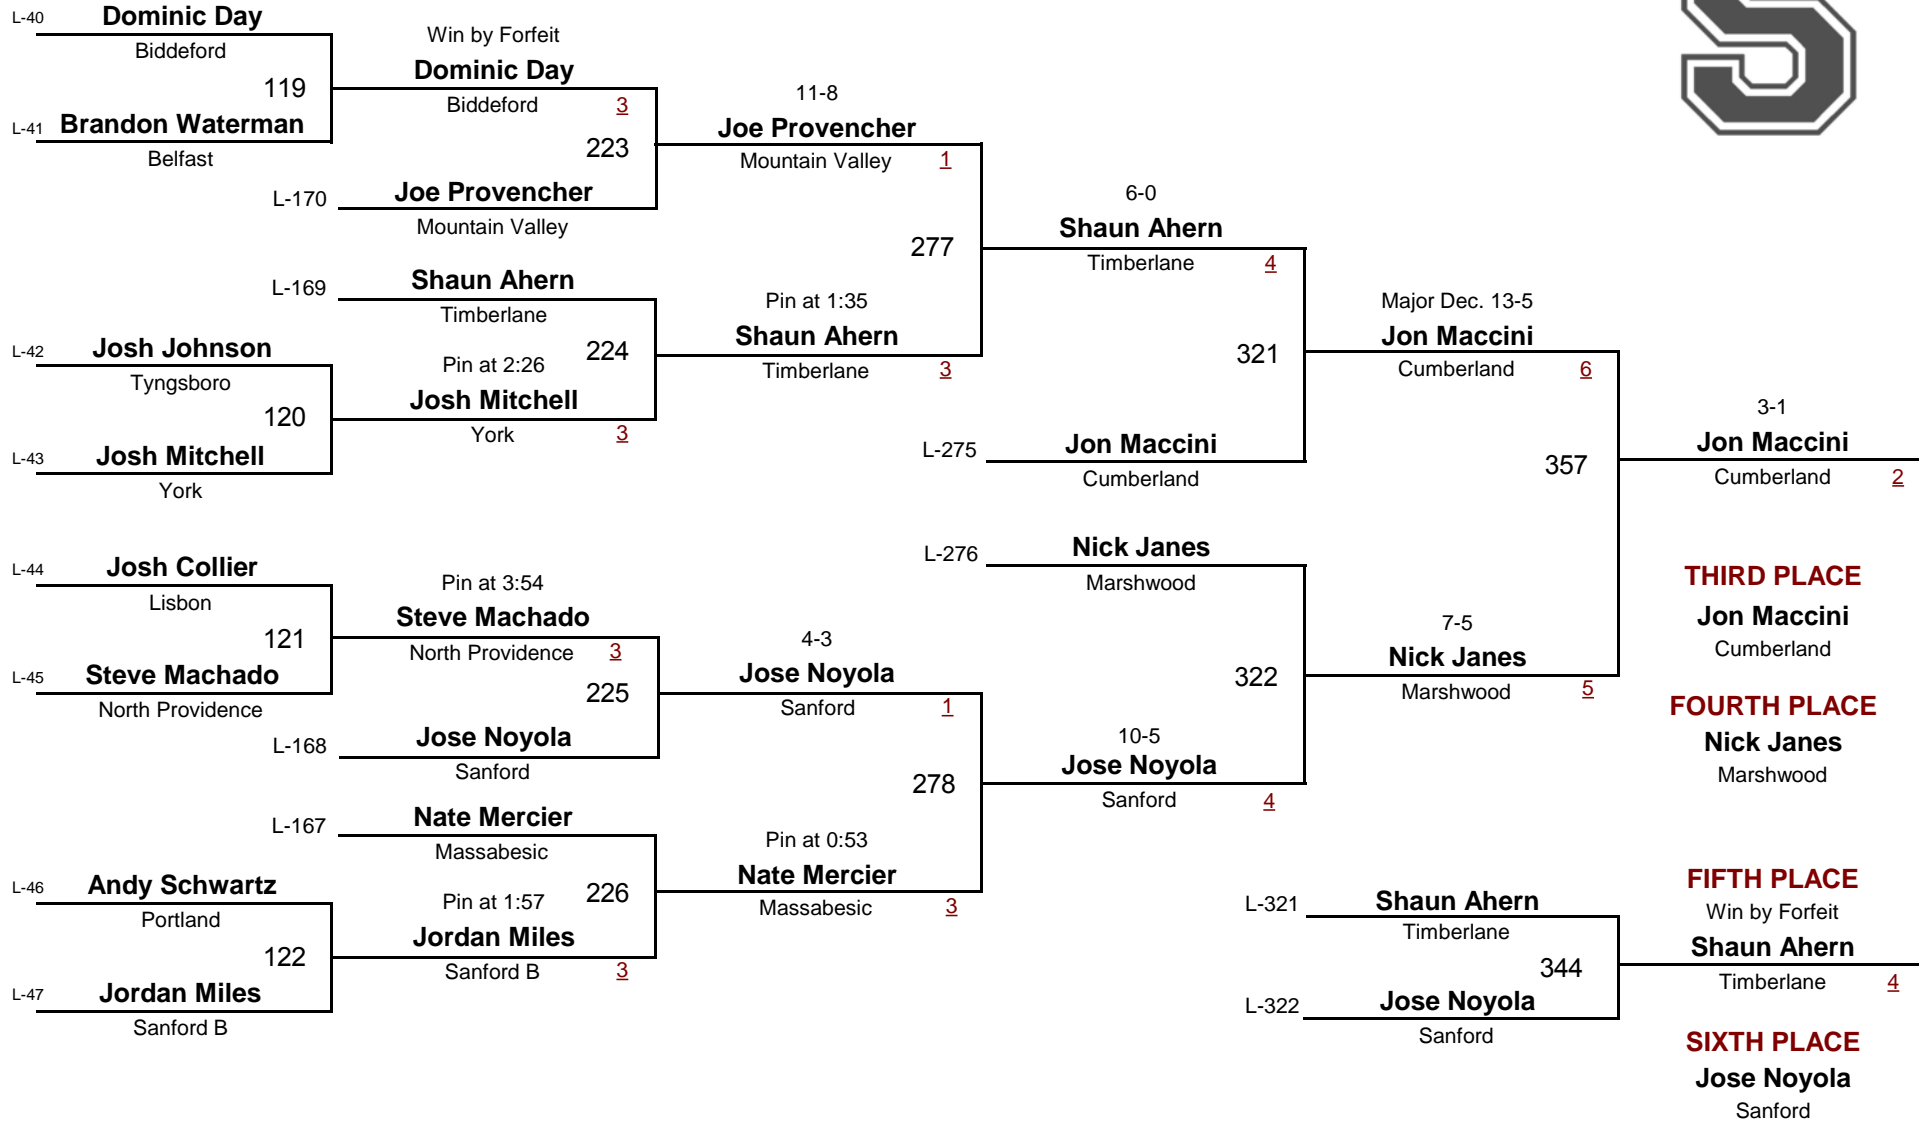 L-40 Dominic Day
Biddeford
119
L-41 Brandon Waterman
Belfast
Win by Forfeit
Dominic Day
Biddeford 3
223
L-170 Joe Provencher
Mountain Valley
11-8
Joe Provencher
Mountain Valley 1
L-169 Shaun Ahern
Timberlane
224
L-42 Josh Johnson
Tyngsboro
120
L-43 Josh Mitchell
York
Pin at 2:26
Josh Mitchell
York 3
Pin at 1:35
Shaun Ahern
Timberlane 3
277
6-0
Shaun Ahern
Timberlane 4
321
L-275 Jon Maccini
Cumberland
Major Dec. 13-5
Jon Maccini
Cumberland 6
357
3-1
Jon Maccini
Cumberland 2
L-44 Josh Collier
Lisbon
121
L-45 Steve Machado
North Providence
Pin at 3:54
Steve Machado
North Providence 3
225
L-168 Jose Noyola
Sanford
4-3
Jose Noyola
Sanford 1
L-167 Nate Mercier
Massabesic
226
L-46 Andy Schwartz
Portland
122
L-47 Jordan Miles
Sanford B
Pin at 1:57
Jordan Miles
Sanford B 3
Pin at 0:53
Nate Mercier
Massabesic 3
278
L-276 Nick Janes
Marshwood
322
10-5
Jose Noyola
Sanford 4
7-5
Nick Janes
Marshwood 5
THIRD PLACE
Jon Maccini
Cumberland
FOURTH PLACE
Nick Janes
Marshwood
L-321 Shaun Ahern
Timberlane
344
L-322 Jose Noyola
Sanford
FIFTH PLACE
Win by Forfeit
Shaun Ahern
Timberlane 4
SIXTH PLACE
Jose Noyola
Sanford
S